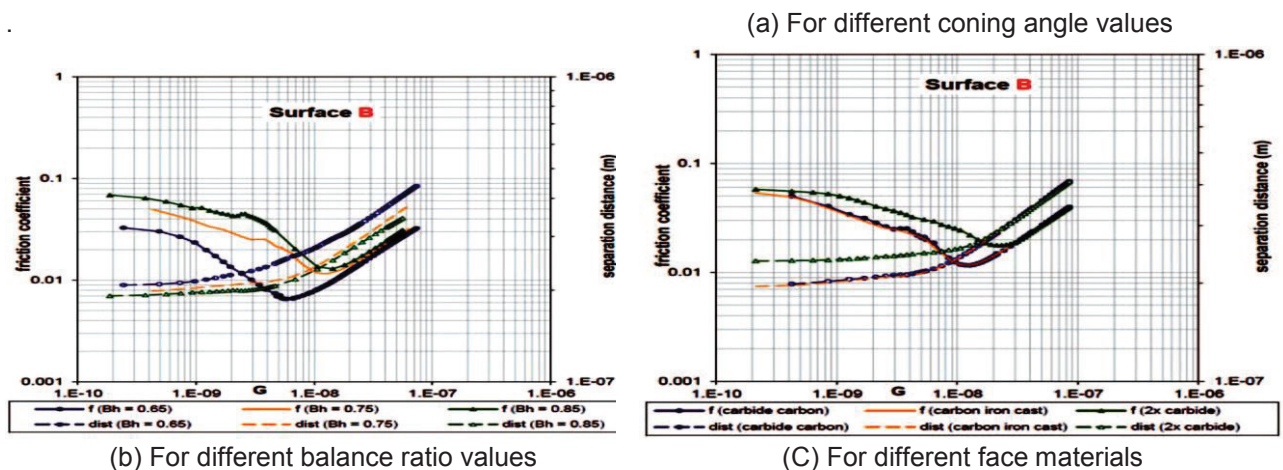 .
(a) For different coning angle values
1
1.E-06
Surface B
0.1
friction coefficient
separation distance (m)
0.01
0.001
1.E-07
1.E-10
1.E-09
G
1.E-08
1.E-07
1.E-06
f (Bh = 0.65)
f (Bh = 0.75)
f (Bh = 0.85)
dist (Bh = 0.65)
dist (Bh = 0.75)
dist (Bh = 0.85)
(b) For different balance ratio values
1
1.E-06
Surface B
0.1
friction coefficient
separation distance (m)
0.01
0.001
1.E-07
1.E-10
1.E-09
G
1.E-08
1.E-07
1.E-06
f (carbide carbon)
f (carbon iron cast)
f (2x carbide)
dist (carbide carbon)
dist (carbon iron cast)
dist (2x carbide)
(C) For different face materials